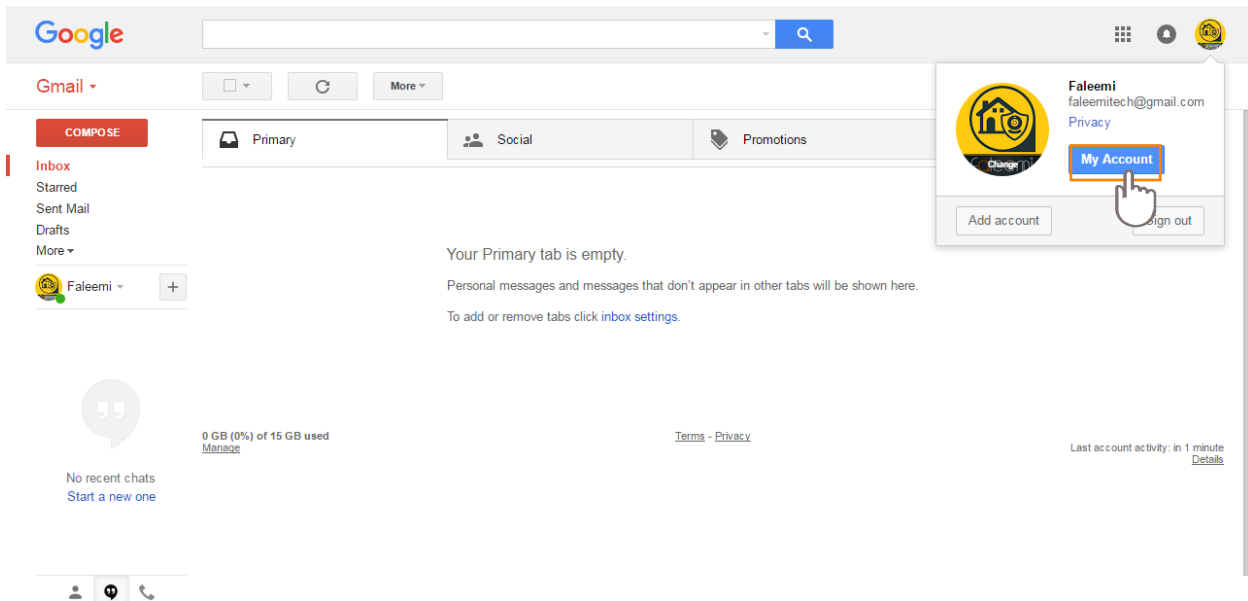 Google
Gmail
More
COMPOSE
Inbox
Starred
Sent Mail
Drafts
More
Faleemi
+
No recent chats
Start a new one
Primary
Social
Promotions
Your Primary tab is empty.
Personal messages and messages that don't appear in other tabs will be shown here.
To add or remove tabs click inbox settings.
0 GB (0%) of 15 GB used
Manage
Terms - Privacy
Last account activity: in 1 minute
Details
Faleemi
faleemitech@gmail.com
Privacy
Change
My Account
Add account
Sign out